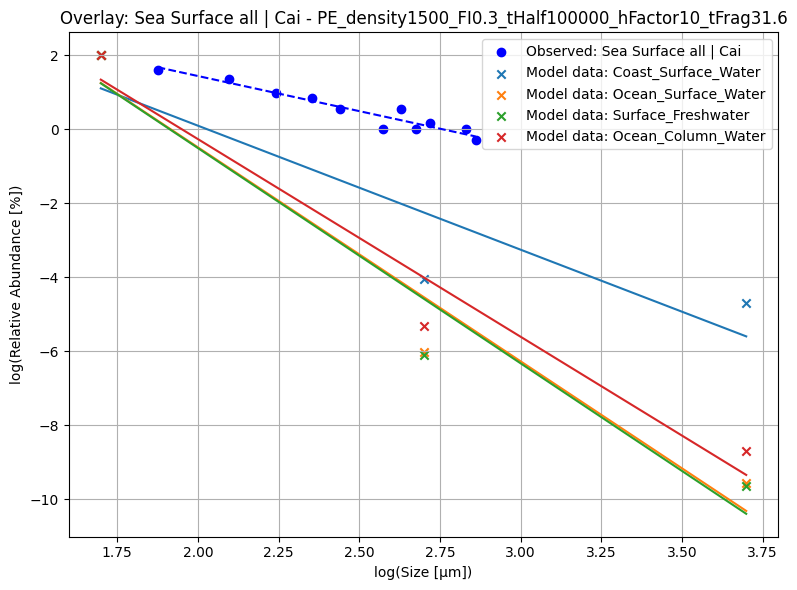 Overlay: Sea Surface all | Cai - PE_density1500_FI0.3_tHalf100000_hFactor10_tFrag31.6
Observed: Sea Surface all | Cai
Model data: Coast_Surface_Water
Model data: Ocean_Surface_Water
Model data: Surface_Freshwater
Model data: Ocean_Column_Water
log(Relative Abundance [%])
2
0
−2
−4
−6
−8
−10
1.75 2.00 2.25 2.50 2.75 3.00 3.25 3.50 3.75
log(Size [µm])